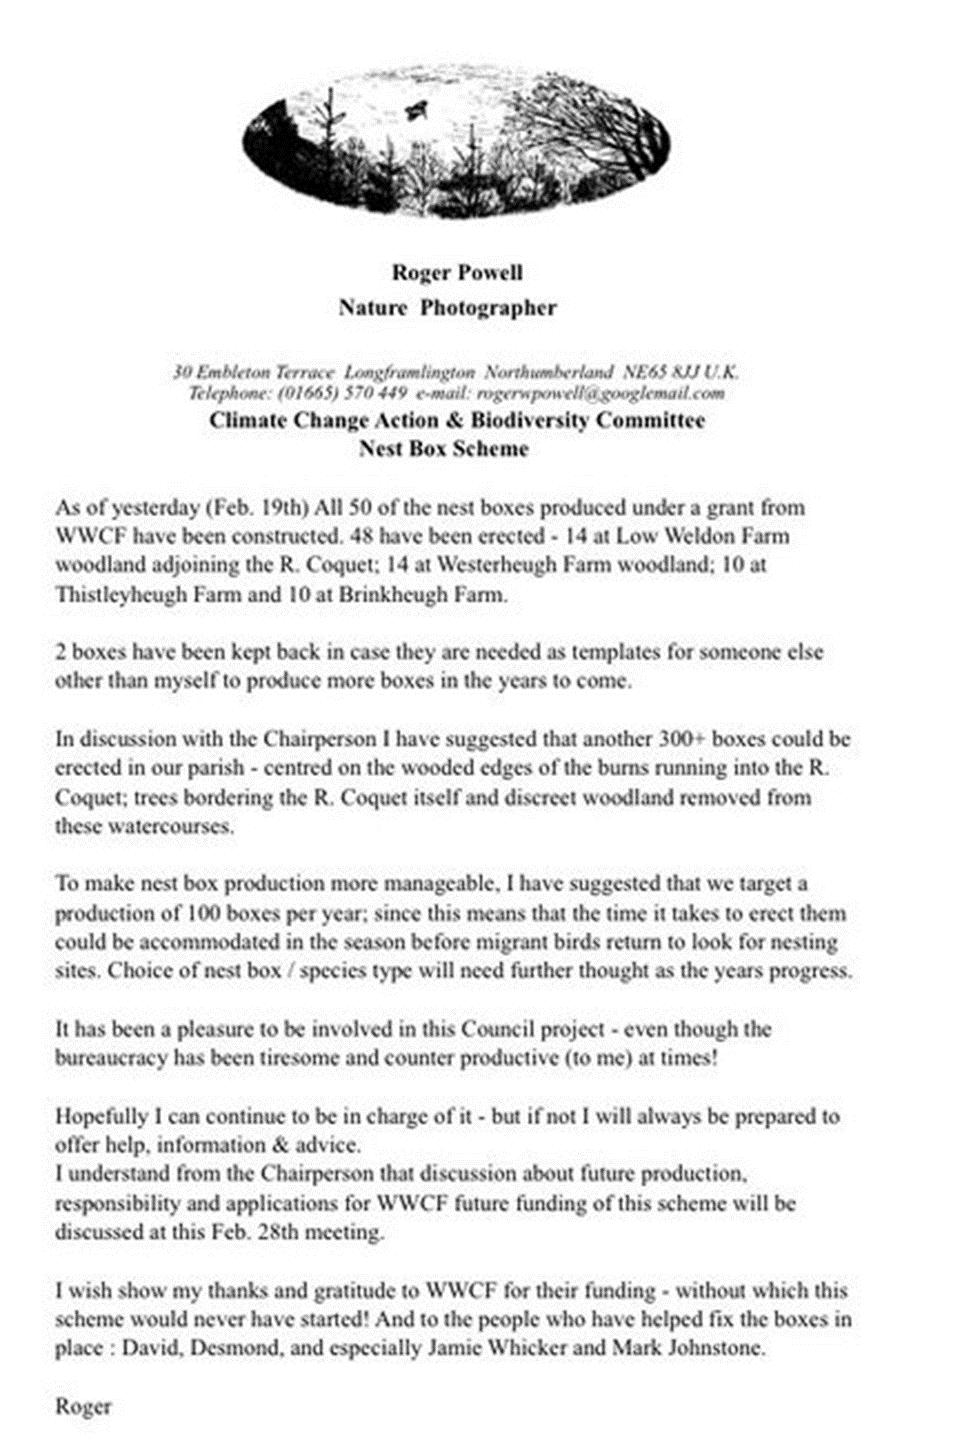 Roger Powell
Nature Photographer
30 Embleton Terrace Longframlington Northumberland NE65 8JJ U.K.
Telephone: (01665) 570 449 e-mail: rogerwpowell@googlemail.com
Climate Change Action & Biodiversity Committee
Nest Box Scheme
As of yesterday (Feb. 19th) All 50 of the nest boxes produced under a grant from
WWCF have been constructed. 48 have been erected - 14 at Low Weldon Farm
woodland adjoining the R. Coquet; 14 at Westerheugh Farm woodland; 10 at
Thistleyheugh Farm and 10 at Brinkheugh Farm.
2 boxes have been kept back in case they are needed as templates for someone else
other than myself to produce more boxes in the years to come.
In discussion with the Chairperson I have suggested that another 300+ boxes could be
erected in our parish - centred on the wooded edges of the burns running into the R.
Coquet; trees bordering the R. Coquet itself and discreet woodland removed from
these watercourses.
To make nest box production more manageable, I have suggested that we target a
production of 100 boxes per year; since this means that the time it takes to erect them
could be accommodated in the season before migrant birds return to look for nesting
sites. Choice of nest box / species type will need further thought as the years progress.
It has been a pleasure to be involved in this Council project - even though the
bureaucracy has been tiresome and counter productive (to me) at times!
Hopefully I can continue to be in charge of it - but if not I will always be prepared to
offer help, information & advice.
I understand from the Chairperson that discussion about future production,
responsibility and applications for WWCF future funding of this scheme will be
discussed at this Feb. 28th meeting.
I wish show my thanks and gratitude to WWCF for their funding - without which this
scheme would never have started! And to the people who have helped fix the boxes in
place : David, Desmond, and especially Jamie Whicker and Mark Johnstone.
Roger